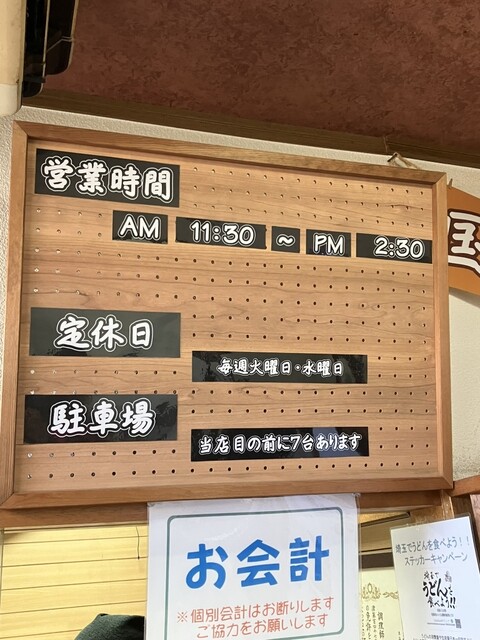 営業時間
AM 11:30 ~ PM 2:30
定休日
毎週火曜日・水曜日
駐車場
当店目の前に7台あります
お会計
※個別会計はお断りします
ご協力をお願いします
埼玉でうどんを食べよう!!
ステッカーキャンペーン
埼玉でうどんを
食べよう!!